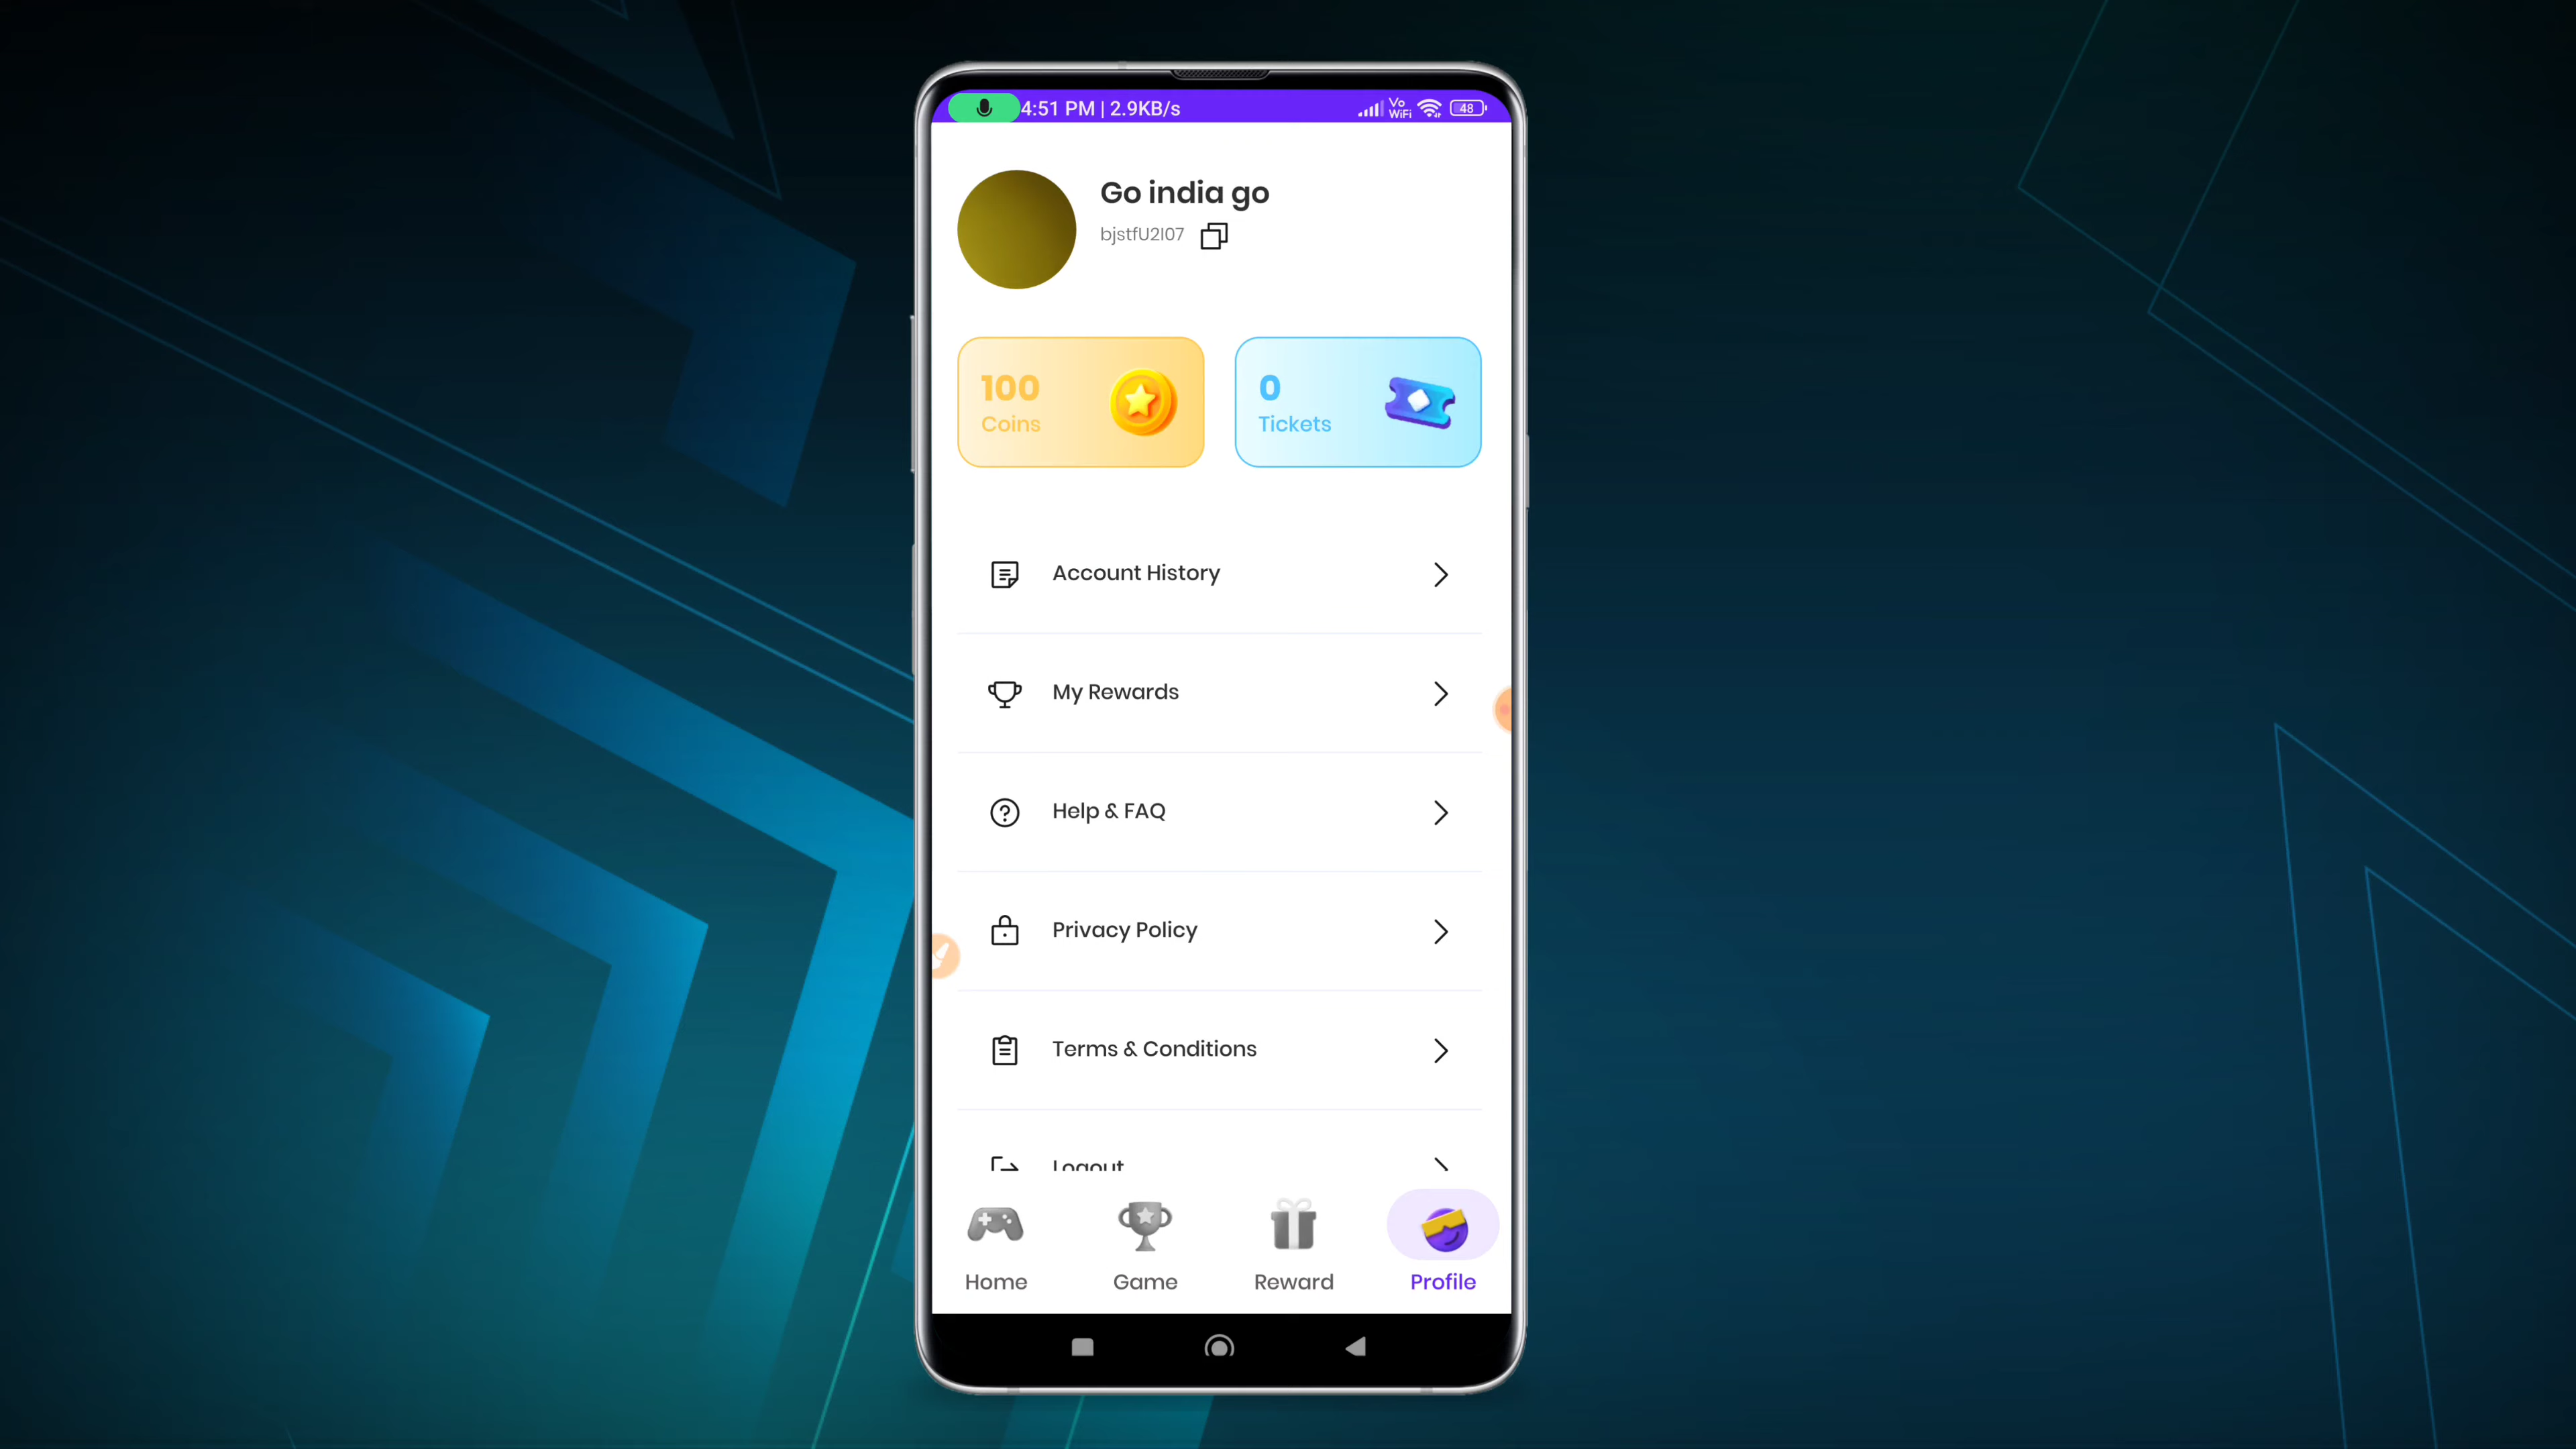 4:51 PM | 2.9KB/s
Vo
WiFi
48
Go india go
bjstfU2I07
100
Coins
0
Tickets
Account History
My Rewards
Help & FAQ
Privacy Policy
Terms & Conditions
Logout
Home
Game
Reward
Profile